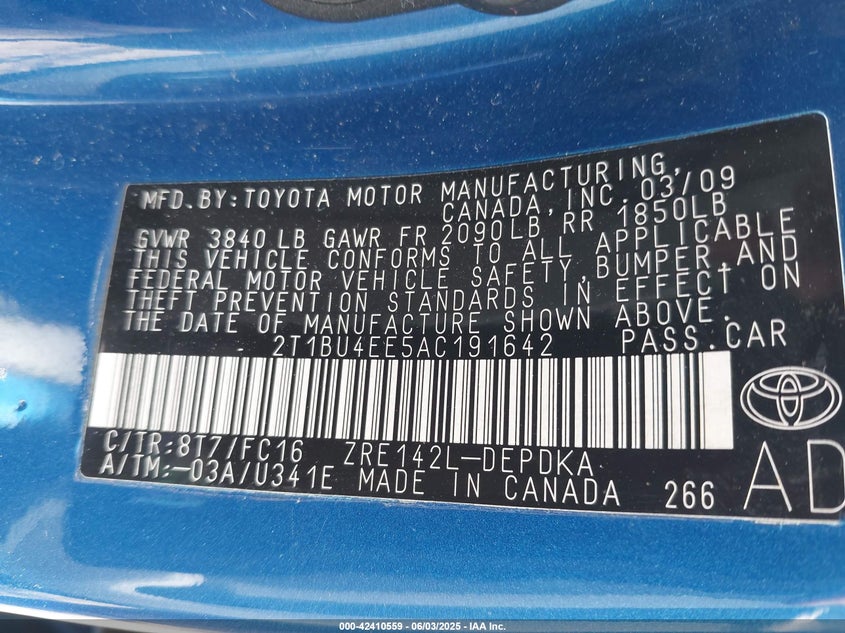 MFD.BY:TOYOTA MOTOR MANUFACTURING,
CANADA,INC. 03/09
GVWR 3840 LB GAWR FR 2090LB RR 1850LB
THIS VEHICLE CONFORMS TO ALL APPLICABLE
FEDERAL MOTOR VEHICLE SAFETY,BUMPER,AND
THEFT PREVENTION STANDARDS IN EFFECT ON
THE DATE OF MANUFACTURE SHOWN ABOVE.
2T1BU4EE5AC191642 PASS.CAR
C/TR:8T7/FC16 ZRE142L-DEPDKA
A/TM:-03A/U341E MADE IN CANADA 266
AD
000-42410559 - 06/03/2025 - IAA Inc.